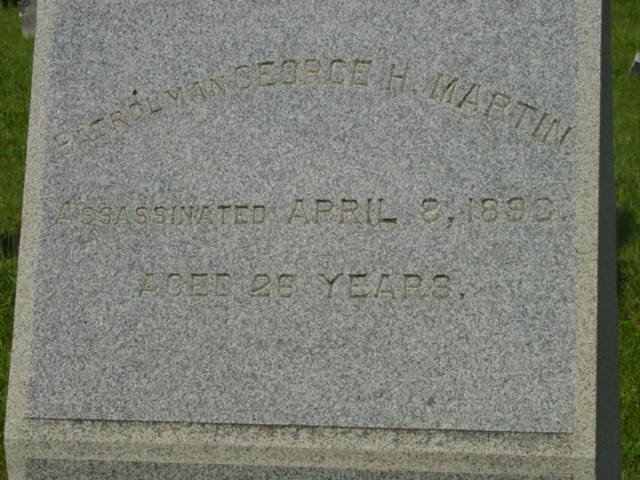 PATROLMAN GEORGE H. MARTIN.
ASSASSINATED APRIL 8, 1893.
AGED 26 YEARS.